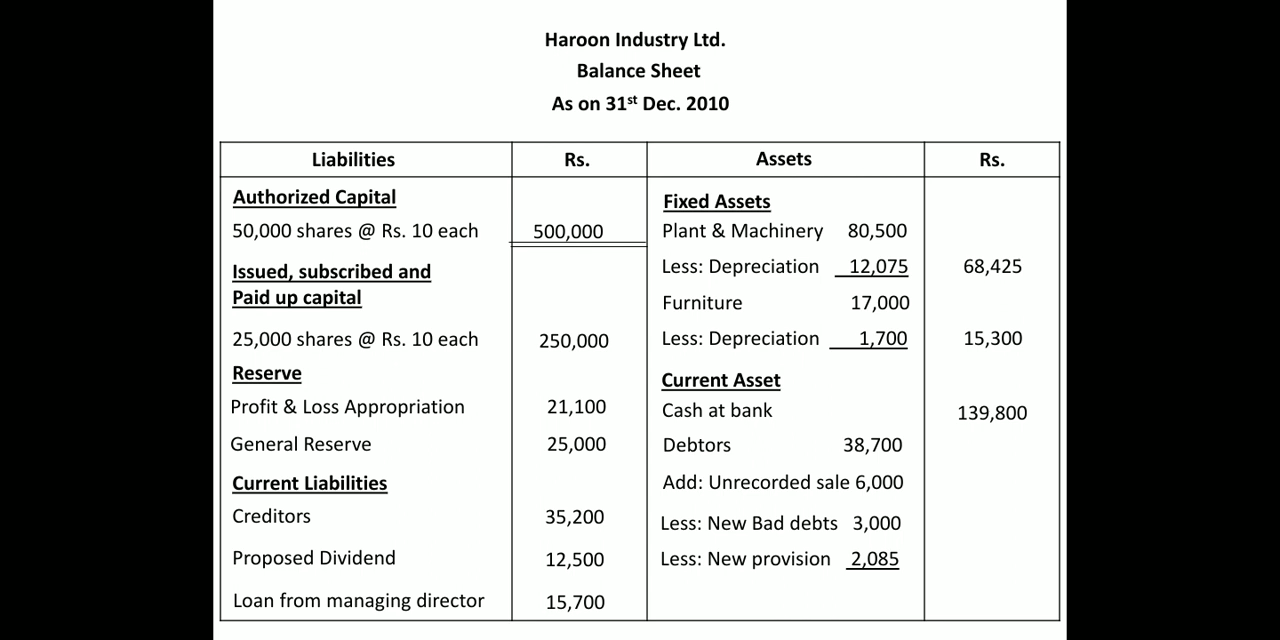 Haroon Industry Ltd.
Balance Sheet
As on 31st Dec. 2010
Liabilities Rs. Assets Rs.
Authorized Capital
50,000 shares @ Rs. 10 each 500,000
Issued, subscribed and
Paid up capital
25,000 shares @ Rs. 10 each 250,000
Reserve
Profit & Loss Appropriation 21,100
General Reserve 25,000
Current Liabilities
Creditors 35,200
Proposed Dividend 12,500
Loan from managing director 15,700
Fixed Assets
Plant & Machinery 80,500
Less: Depreciation 12,075 68,425
Furniture 17,000
Less: Depreciation 1,700 15,300
Current Asset
Cash at bank 139,800
Debtors 38,700
Add: Unrecorded sale 6,000
Less: New Bad debts 3,000
Less: New provision 2,085